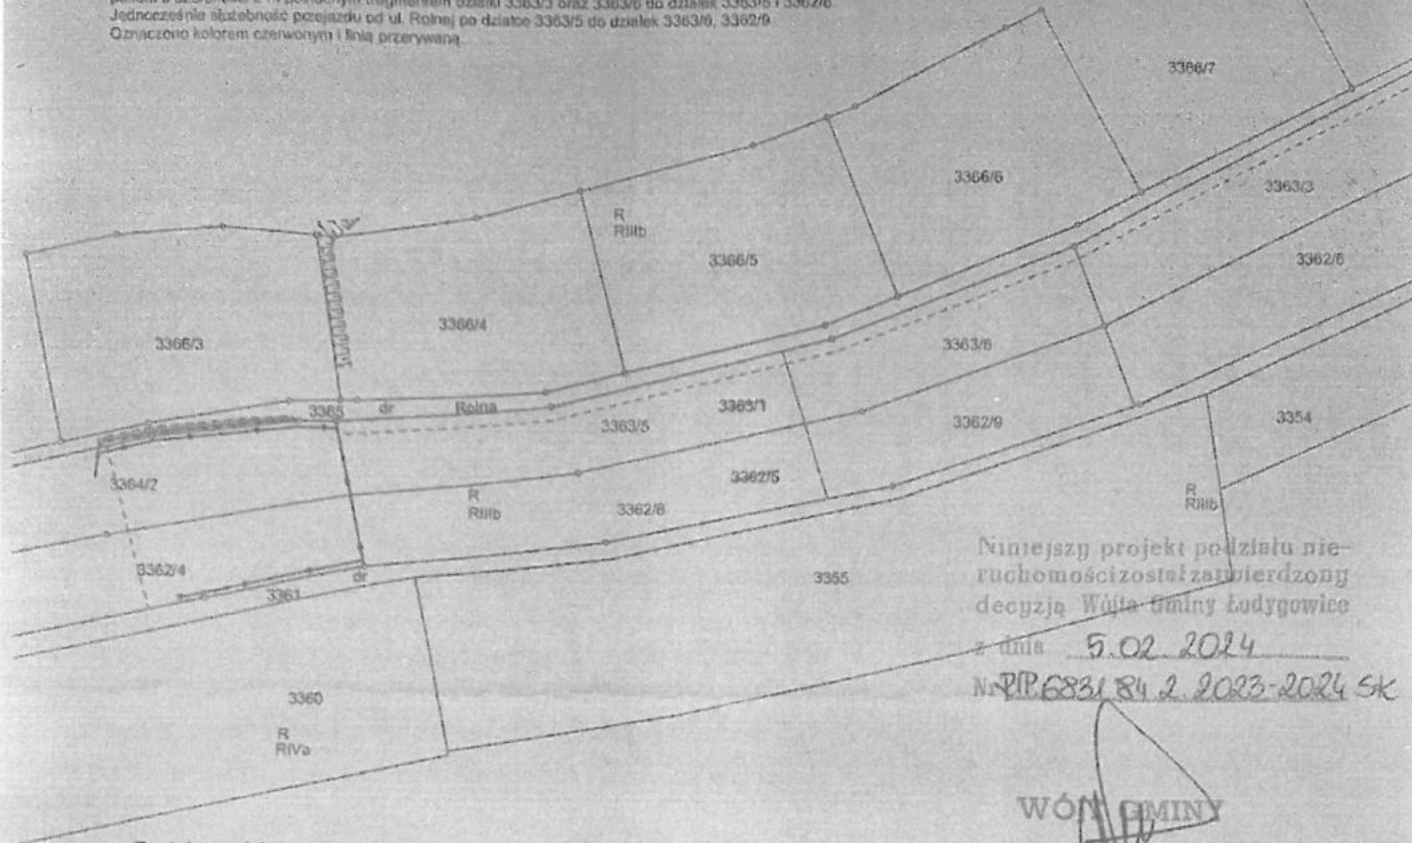 Jednocześnie służebność przejazdu od ul. Rolnej po działce 3363/5 do działek 3363/6, 3362/9
Oznaczono kolorem czerwonym i linią przerywaną.
3366/7
3366/6
3363/3
R
RIIIb
3366/5
3362/6
3366/4
3366/3
3363/6
3365 dr Rolna
3363/1
3363/5
3362/9
3354
3364/2
3362/5
R
RIIIb
3362/8
R
RIIIb
3362/4
dr
3361
3355
Niniejszy projekt podziału nie-
ruchomości został zatwierdzony
decyzją Wójta Gminy Łodygowice
z dnia 5.02.2024
Nr PIP.6831.84.2.2023-2024 SK
3360
R
RIVa
WÓJT GMINY